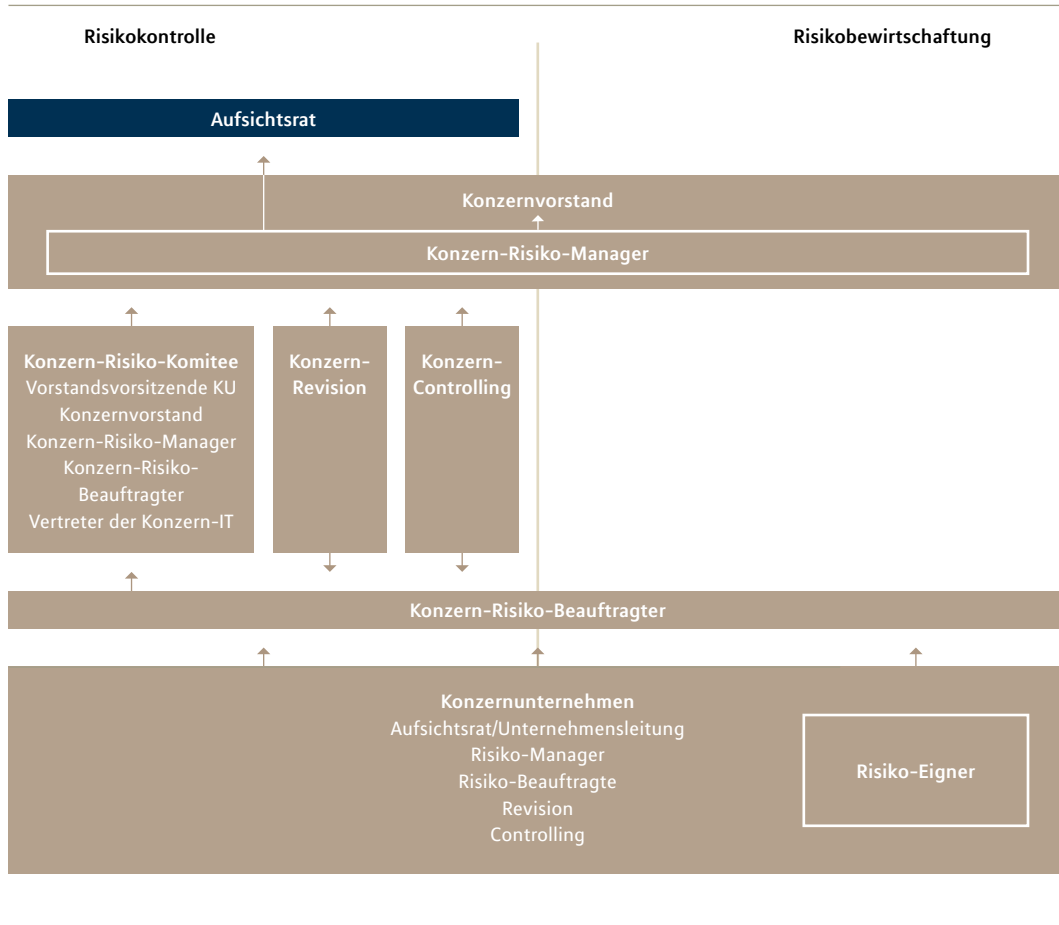 Risikokontrolle
Risikobewirtschaftung
Aufsichtsrat
Konzernvorstand
Konzern-Risiko-Manager
Konzern-Risiko-Komitee
Vorstandsvorsitzende KU
Konzernvorstand
Konzern-Risiko-Manager
Konzern-Risiko-
Beauftragter
Vertreter der Konzern-IT
Konzern-
Revision
Konzern-
Controlling
Konzern-Risiko-Beauftragter
Konzernunternehmen
Aufsichtsrat/Unternehmensleitung
Risiko-Manager
Risiko-Beauftragte
Revision
Controlling
Risiko-Eigner